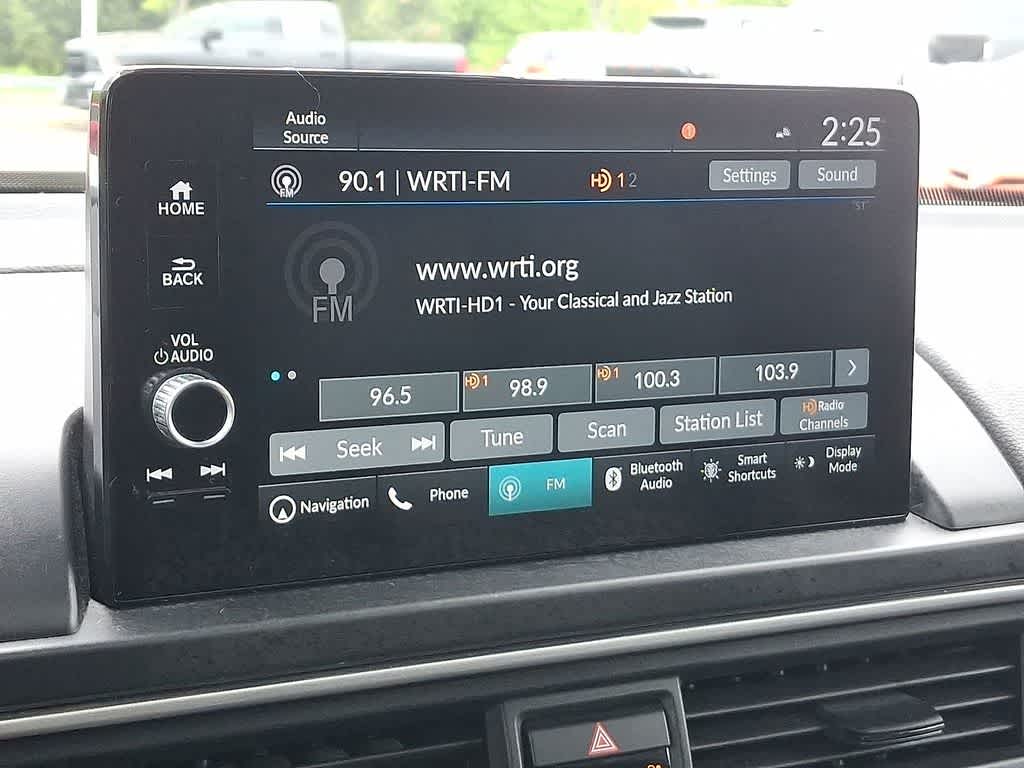 Audio
Source
1
2:25
HOME
FM
90.1 | WRTI-FM
HD 1 2
Settings
Sound
ST
BACK
FM
www.wrti.org
WRTI-HD1 - Your Classical and Jazz Station
VOL
AUDIO
96.5
HD 1 98.9
HD 1 100.3
103.9
Seek
Tune
Scan
Station List
HD Radio
Channels
Navigation
Phone
FM
Bluetooth
Audio
Smart
Shortcuts
Display
Mode